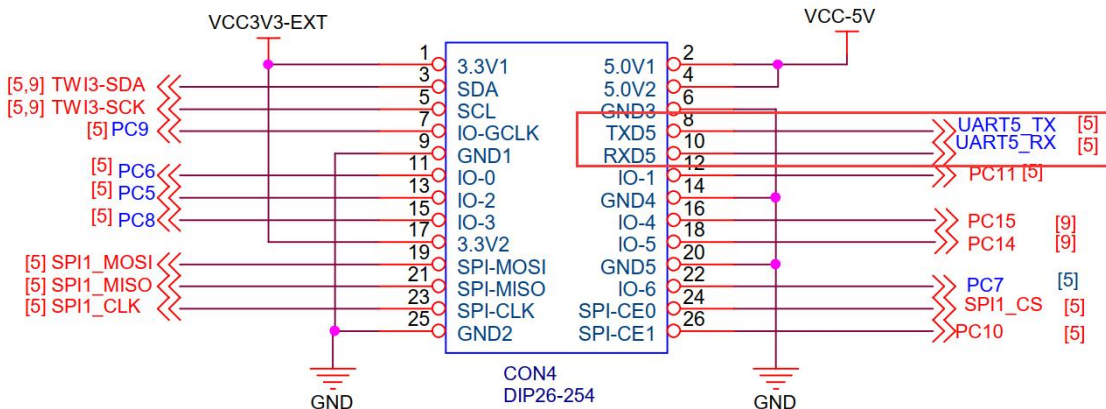 VCC3V3-EXT VCC-5V
1 3.3V1 5.0V1 2
[5,9] TWI3-SDA 3 SDA 5.0V2 4
[5,9] TWI3-SCK 5 SCL GND3 6
[5] PC9 7 IO-GCLK TXD5 8 UART5_TX [5]
9 GND1 RXD5 10 UART5_RX [5]
[5] PC6 11 IO-0 IO-1 12 PC11 [5]
[5] PC5 13 IO-2 GND4 14
[5] PC8 15 IO-3 IO-4 16 PC15 [9]
17 3.3V2 IO-5 18 PC14 [9]
[5] SPI1_MOSI 19 SPI-MOSI GND5 20
[5] SPI1_MISO 21 SPI-MISO IO-6 22 PC7 [5]
[5] SPI1_CLK 23 SPI-CLK SPI-CE0 24 SPI1_CS [5]
25 GND2 SPI-CE1 26 PC10 [5]
CON4
DIP26-254
GND GND